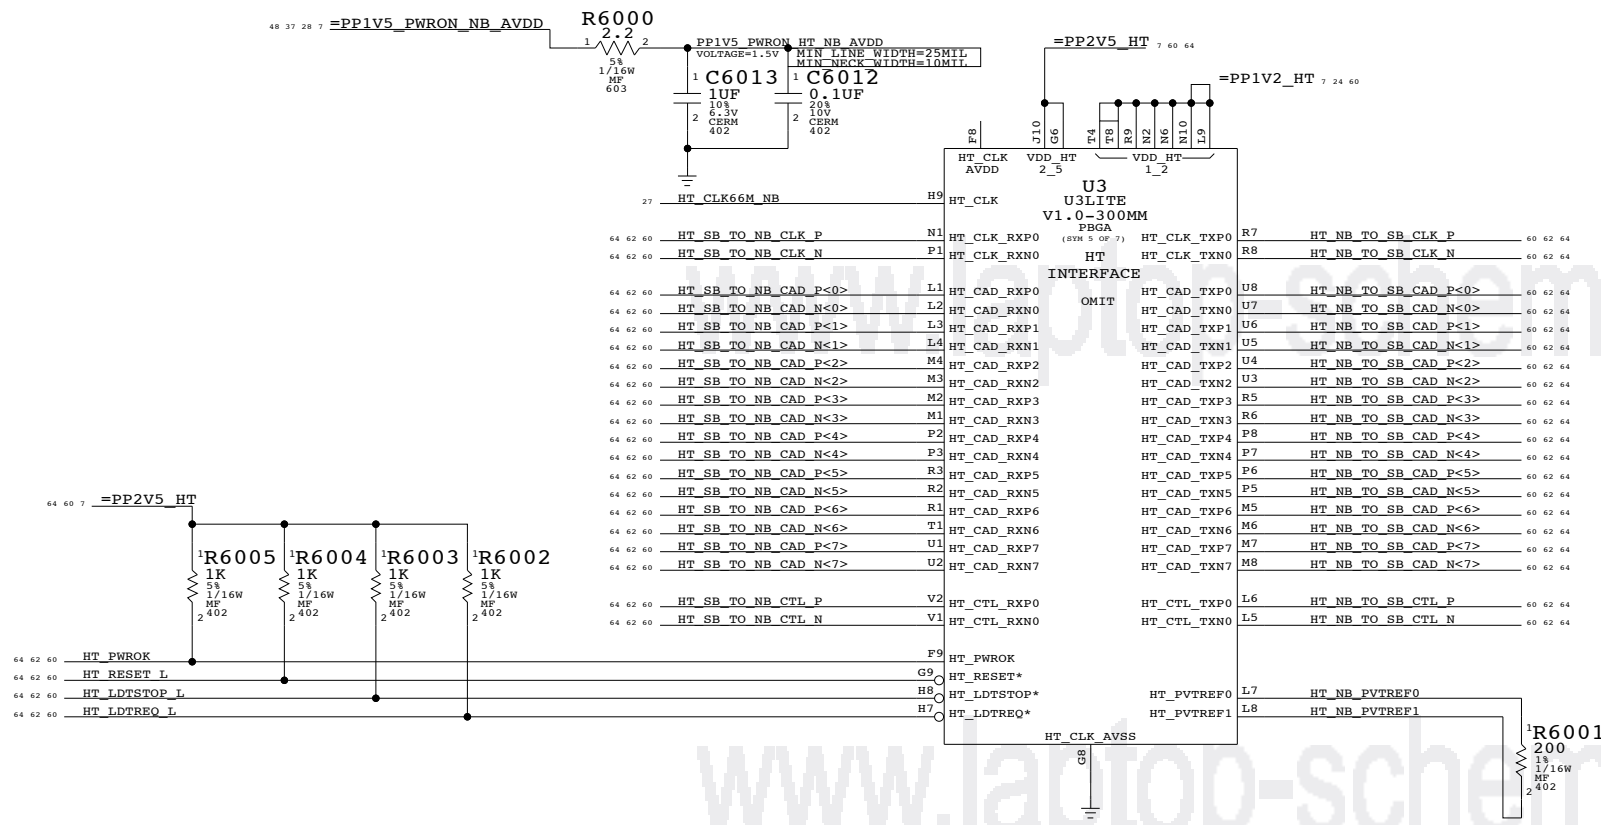 48 37 28 7 =PP1V5_PWRON_NB_AVDD
R6000
2.2
1 2
5%
1/16W
MF
603
PP1V5_PWRON_HT_NB_AVDD
VOLTAGE=1.5V MIN_LINE_WIDTH=25MIL
MIN_NECK_WIDTH=10MIL
1 C6013
1UF
10%
6.3V
2 CERM
402
1 C6012
0.1UF
20%
10V
2 CERM
402
=PP2V5_HT 7 60 64
=PP1V2_HT 7 24 60
F8 J10 G6 T4 T8 R9 N2 N6 N10 L9
HT_CLK AVDD
VDD_HT 2_5
VDD_HT 1_2
U3
U3LITE
V1.0-300MM
PBGA
(SYM 5 OF 7)
HT
INTERFACE
OMIT
27 HT_CLK66M_NB H9 HT_CLK
64 62 60 HT_SB_TO_NB_CLK_P N1 HT_CLK_RXP0 HT_CLK_TXP0 R7 HT_NB_TO_SB_CLK_P 60 62 64
64 62 60 HT_SB_TO_NB_CLK_N P1 HT_CLK_RXN0 HT_CLK_TXN0 R8 HT_NB_TO_SB_CLK_N 60 62 64
64 62 60 HT_SB_TO_NB_CAD_P<0> L1 HT_CAD_RXP0 HT_CAD_TXP0 U8 HT_NB_TO_SB_CAD_P<0> 60 62 64
64 62 60 HT_SB_TO_NB_CAD_N<0> L2 HT_CAD_RXN0 HT_CAD_TXN0 U7 HT_NB_TO_SB_CAD_N<0> 60 62 64
64 62 60 HT_SB_TO_NB_CAD_P<1> L3 HT_CAD_RXP1 HT_CAD_TXP1 U6 HT_NB_TO_SB_CAD_P<1> 60 62 64
64 62 60 HT_SB_TO_NB_CAD_N<1> L4 HT_CAD_RXN1 HT_CAD_TXN1 U5 HT_NB_TO_SB_CAD_N<1> 60 62 64
64 62 60 HT_SB_TO_NB_CAD_P<2> M4 HT_CAD_RXP2 HT_CAD_TXP2 U4 HT_NB_TO_SB_CAD_P<2> 60 62 64
64 62 60 HT_SB_TO_NB_CAD_N<2> M3 HT_CAD_RXN2 HT_CAD_TXN2 U3 HT_NB_TO_SB_CAD_N<2> 60 62 64
64 62 60 HT_SB_TO_NB_CAD_P<3> M2 HT_CAD_RXP3 HT_CAD_TXP3 R5 HT_NB_TO_SB_CAD_P<3> 60 62 64
64 62 60 HT_SB_TO_NB_CAD_N<3> M1 HT_CAD_RXN3 HT_CAD_TXN3 R6 HT_NB_TO_SB_CAD_N<3> 60 62 64
64 62 60 HT_SB_TO_NB_CAD_P<4> P2 HT_CAD_RXP4 HT_CAD_TXP4 P8 HT_NB_TO_SB_CAD_P<4> 60 62 64
64 62 60 HT_SB_TO_NB_CAD_N<4> P3 HT_CAD_RXN4 HT_CAD_TXN4 P7 HT_NB_TO_SB_CAD_N<4> 60 62 64
64 62 60 HT_SB_TO_NB_CAD_P<5> R3 HT_CAD_RXP5 HT_CAD_TXP5 P6 HT_NB_TO_SB_CAD_P<5> 60 62 64
64 62 60 HT_SB_TO_NB_CAD_N<5> R2 HT_CAD_RXN5 HT_CAD_TXN5 P5 HT_NB_TO_SB_CAD_N<5> 60 62 64
64 62 60 HT_SB_TO_NB_CAD_P<6> R1 HT_CAD_RXP6 HT_CAD_TXP6 M5 HT_NB_TO_SB_CAD_P<6> 60 62 64
64 62 60 HT_SB_TO_NB_CAD_N<6> T1 HT_CAD_RXN6 HT_CAD_TXN6 M6 HT_NB_TO_SB_CAD_N<6> 60 62 64
64 62 60 HT_SB_TO_NB_CAD_P<7> U1 HT_CAD_RXP7 HT_CAD_TXP7 M7 HT_NB_TO_SB_CAD_P<7> 60 62 64
64 62 60 HT_SB_TO_NB_CAD_N<7> U2 HT_CAD_RXN7 HT_CAD_TXN7 M8 HT_NB_TO_SB_CAD_N<7> 60 62 64
64 62 60 HT_SB_TO_NB_CTL_P V2 HT_CTL_RXP0 HT_CTL_TXP0 L6 HT_NB_TO_SB_CTL_P 60 62 64
64 62 60 HT_SB_TO_NB_CTL_N V1 HT_CTL_RXN0 HT_CTL_TXN0 L5 HT_NB_TO_SB_CTL_N 60 62 64
64 60 7 =PP2V5_HT
1 R6005 1 R6004 1 R6003 1 R6002
1K 1K 1K 1K
5% 5% 5% 5%
1/16W 1/16W 1/16W 1/16W
MF MF MF MF
2 402 2 402 2 402 2 402
64 62 60 HT_PWROK F9 HT_PWROK
64 62 60 HT_RESET_L G9 HT_RESET*
64 62 60 HT_LDTSTOP_L H8 HT_LDTSTOP* HT_PVTREF0 L7 HT_NB_PVTREF0
64 62 60 HT_LDTREQ_L H7 HT_LDTREQ* HT_PVTREF1 L8 HT_NB_PVTREF1
HT_CLK_AVSS
G8
1 R6001
200
1%
1/16W
MF
2 402
www.laptop-schem
www.laptop-schem